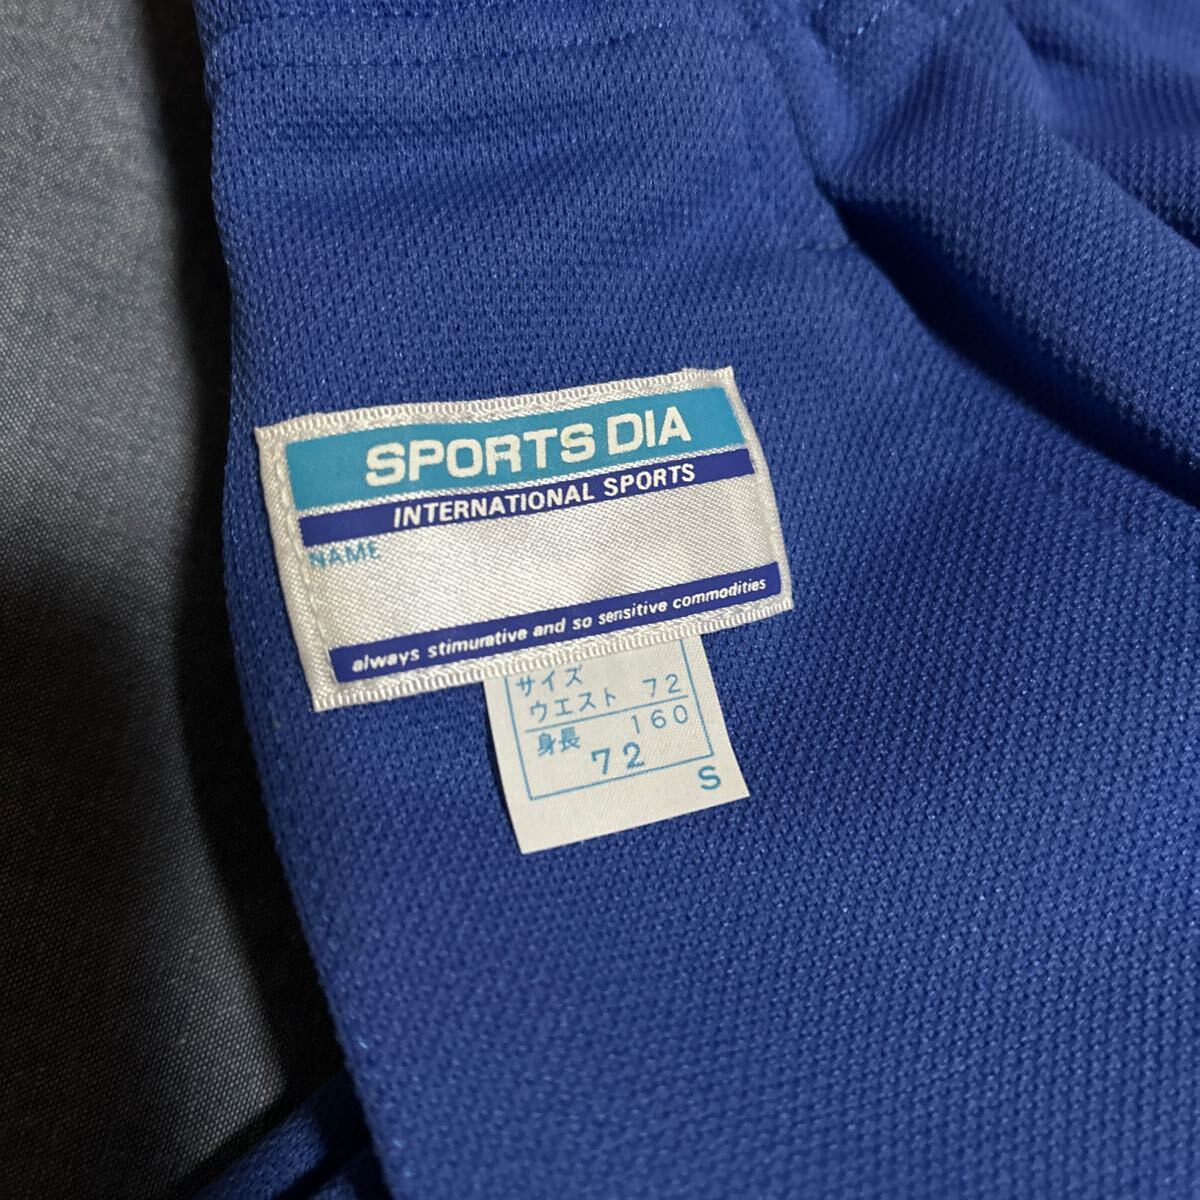 SPORTS DIA
INTERNATIONAL SPORTS
NAME
always stimurative and so sensitive commodities
サイズ
ウエスト 72
身長 160
72
S